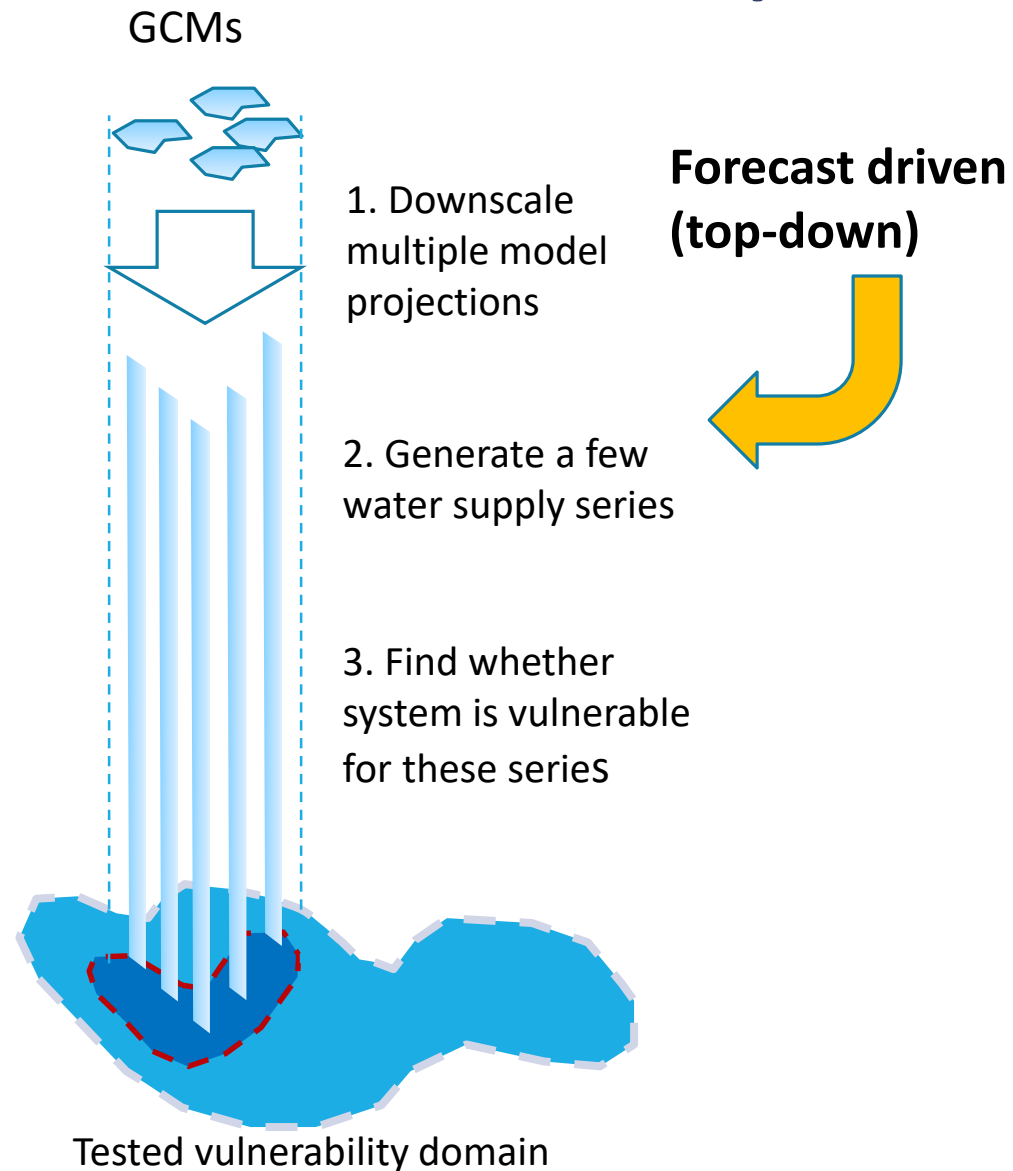 GCMs
1. Downscale
multiple model
projections
Forecast driven
(top-down)
2. Generate a few
water supply series
3. Find whether
system is vulnerable
for these series
Tested vulnerability domain